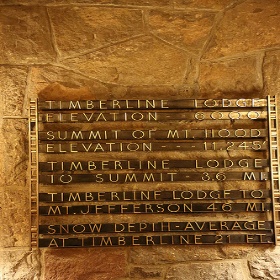 TIMBERLINE LODGE
ELEVATION - 6000
SUMMIT OF MT. HOOD
ELEVATION - 11,245
TIMBERLINE LODGE
TO SUMMIT - 3.6 MI.
TIMBERLINE LODGE TO
MT. JEFFERSON 46 MI.
SNOW DEPTH - AVERAGE
AT TIMBERLINE 21 FT.